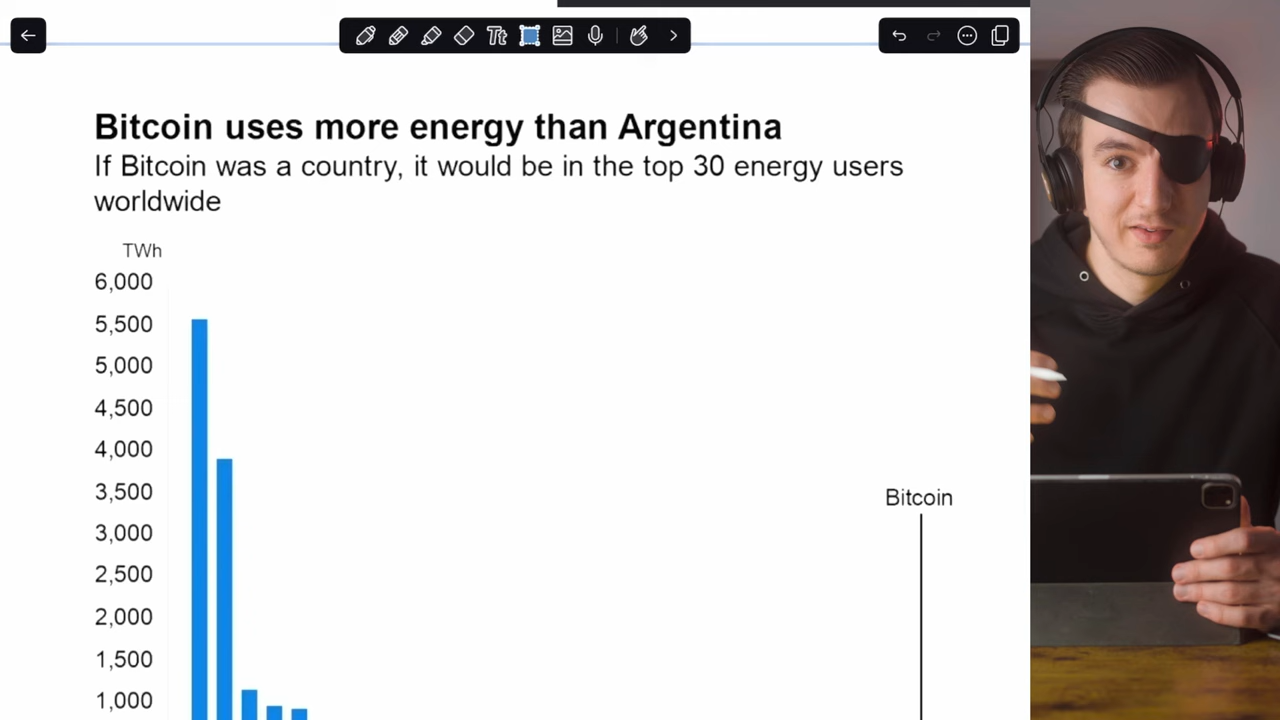 Tt
Bitcoin uses more energy than Argentina
If Bitcoin was a country, it would be in the top 30 energy users
worldwide
TWh
6,000
5,500
5,000
4,500
4,000
3,500
Bitcoin
3,000
2,500
2,000
1,500
1,000